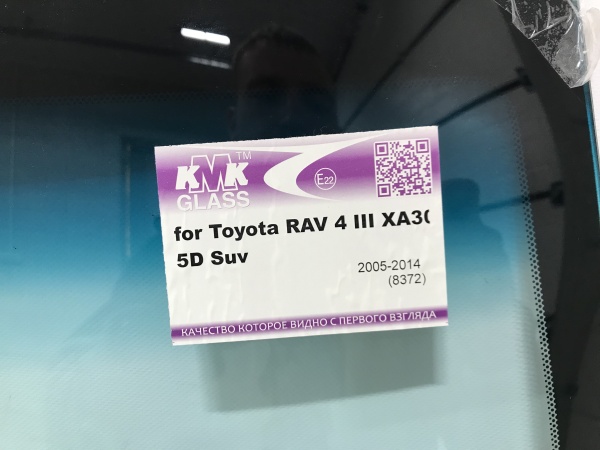 KMK™
GLASS
E22
for Toyota RAV 4 III XA30
5D Suv
2005-2014
(8372)
КАЧЕСТВО КОТОРОЕ ВИДНО С ПЕРВОГО ВЗГЛЯДА